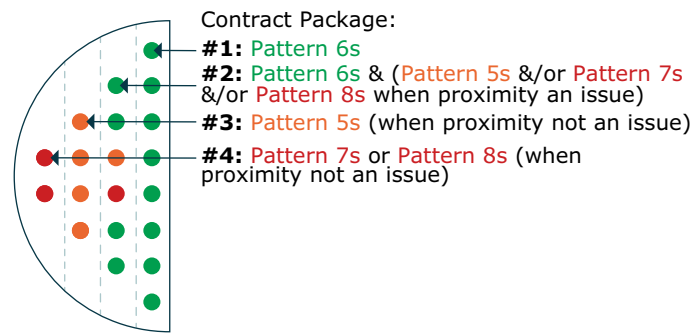 Contract Package:
#1: Pattern 6s
#2: Pattern 6s & (Pattern 5s &/or Pattern 7s
&/or Pattern 8s when proximity an issue)
#3: Pattern 5s (when proximity not an issue)
#4: Pattern 7s or Pattern 8s (when
proximity not an issue)